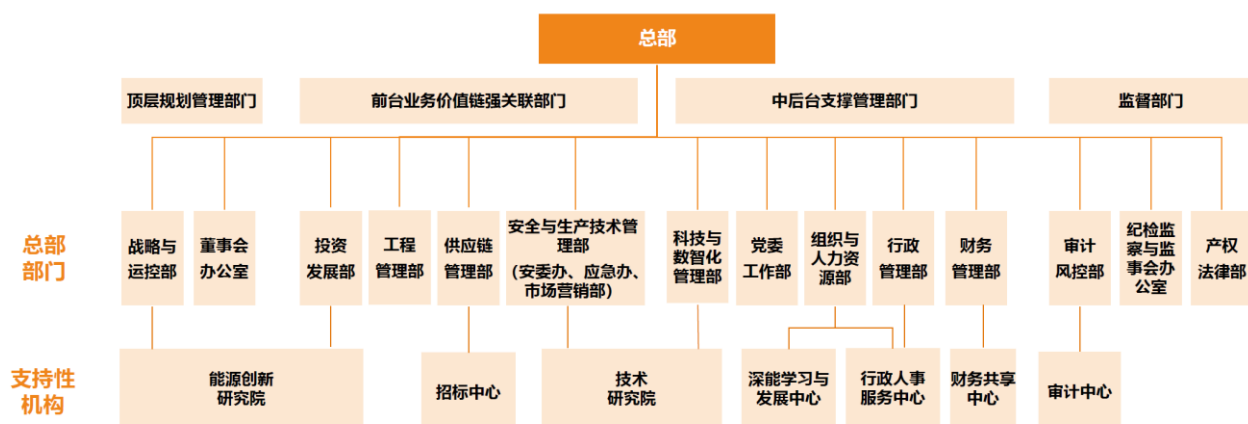 总部
顶层规划管理部门
前台业务价值链强关联部门
中后台支撑管理部门
监督部门
总部
部门
战略与
运控部
董事会
办公室
投资
发展部
工程
管理部
供应链
管理部
安全与生产技术管
理部
（安委办、应急办、
市场营销部）
科技与
数智化
管理部
党委
工作部
组织与
人力资
源部
行政
管理部
财务
管理部
审计
风控部
纪检监
察与监
事会办
公室
产权
法律部
支持性
机构
能源创新
研究院
招标中心
技术
研究院
深能学习与
发展中心
行政人事
服务中心
财务共享
中心
审计中心